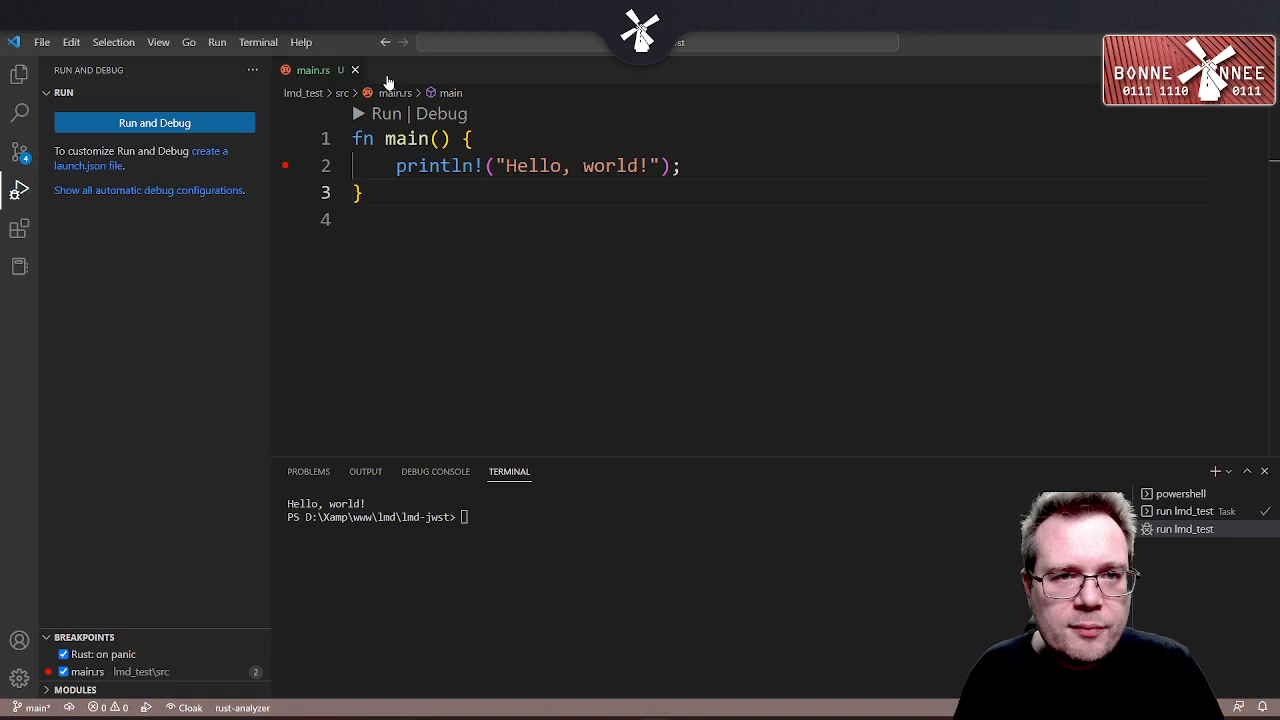 File Edit Selection View Go Run Terminal Help
st
BONNE NNEE
0111 1110 0111
RUN AND DEBUG
RUN
Run and Debug
To customize Run and Debug create a
launch.json file.
Show all automatic debug configurations.
main.rs U
lmd_test > src > main.rs > main
Run | Debug
1 fn main() {
2 println!("Hello, world!");
3 }
4
4
PROBLEMS OUTPUT DEBUG CONSOLE TERMINAL
Hello, world!
PS D:\Xamp\www\lmd\lmd-jwst>
powershell
run lmd_test Task
run lmd_test
BREAKPOINTS
Rust: on panic
main.rs lmd_test\src 2
MODULES
main* 0 0 Cloak rust-analyzer